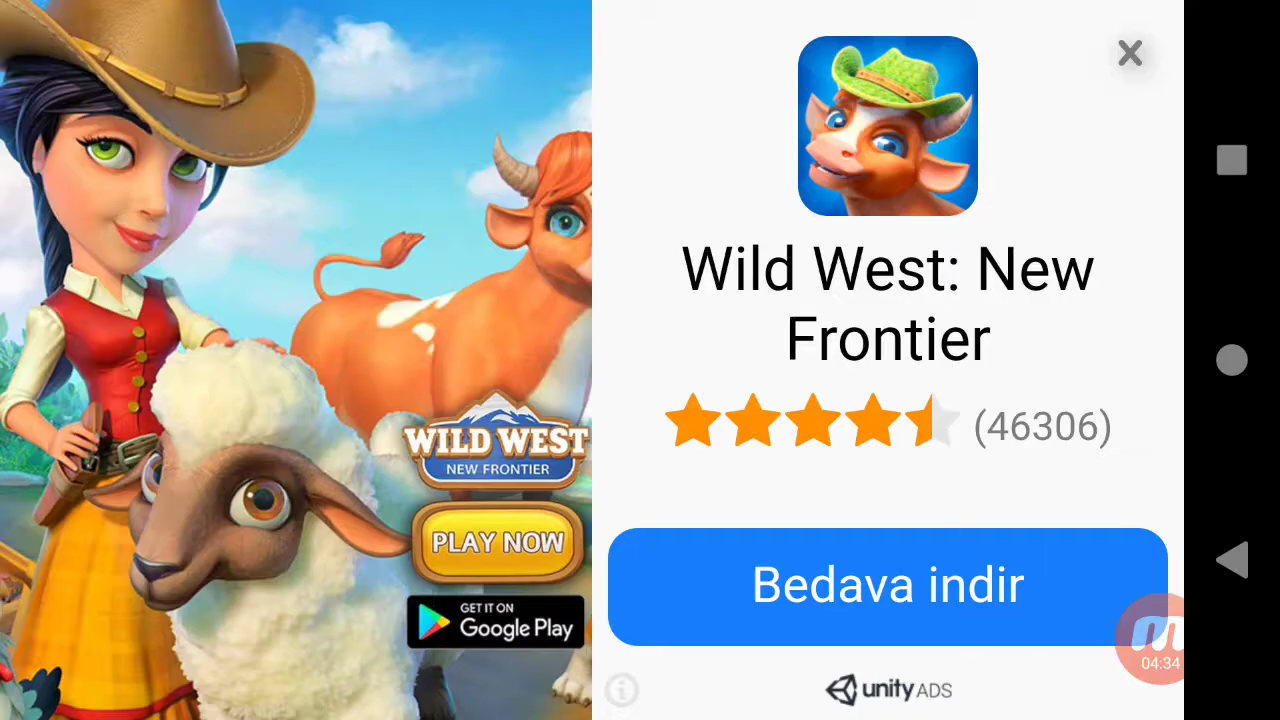 WILD WEST
NEW FRONTIER
PLAY NOW
GET IT ON
Google Play
Wild West: New
Frontier
(46306)
Bedava indir
unity ADS
04:34